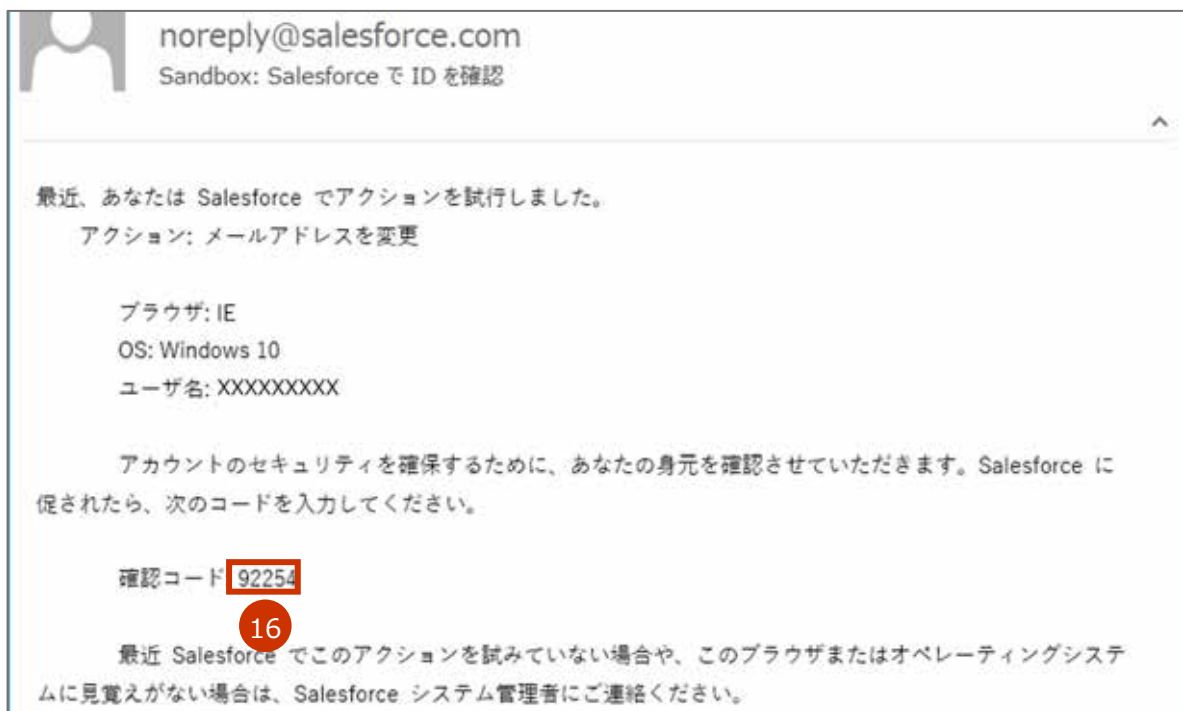 noreply@salesforce.com
Sandbox: Salesforce で ID を確認
最近、あなたは Salesforce でアクションを試行しました。
アクション: メールアドレスを変更
ブラウザ: IE
OS: Windows 10
ユーザ名: XXXXXXXXX
アカウントのセキュリティを確保するために、あなたの身元を確認させていただきます。Salesforce に
促されたら、次のコードを入力してください。
確認コード 92254
16
最近 Salesforce でこのアクションを試みていない場合や、このブラウザまたはオペレーティングシステ
ムに見覚えがない場合は、Salesforce システム管理者にご連絡ください。